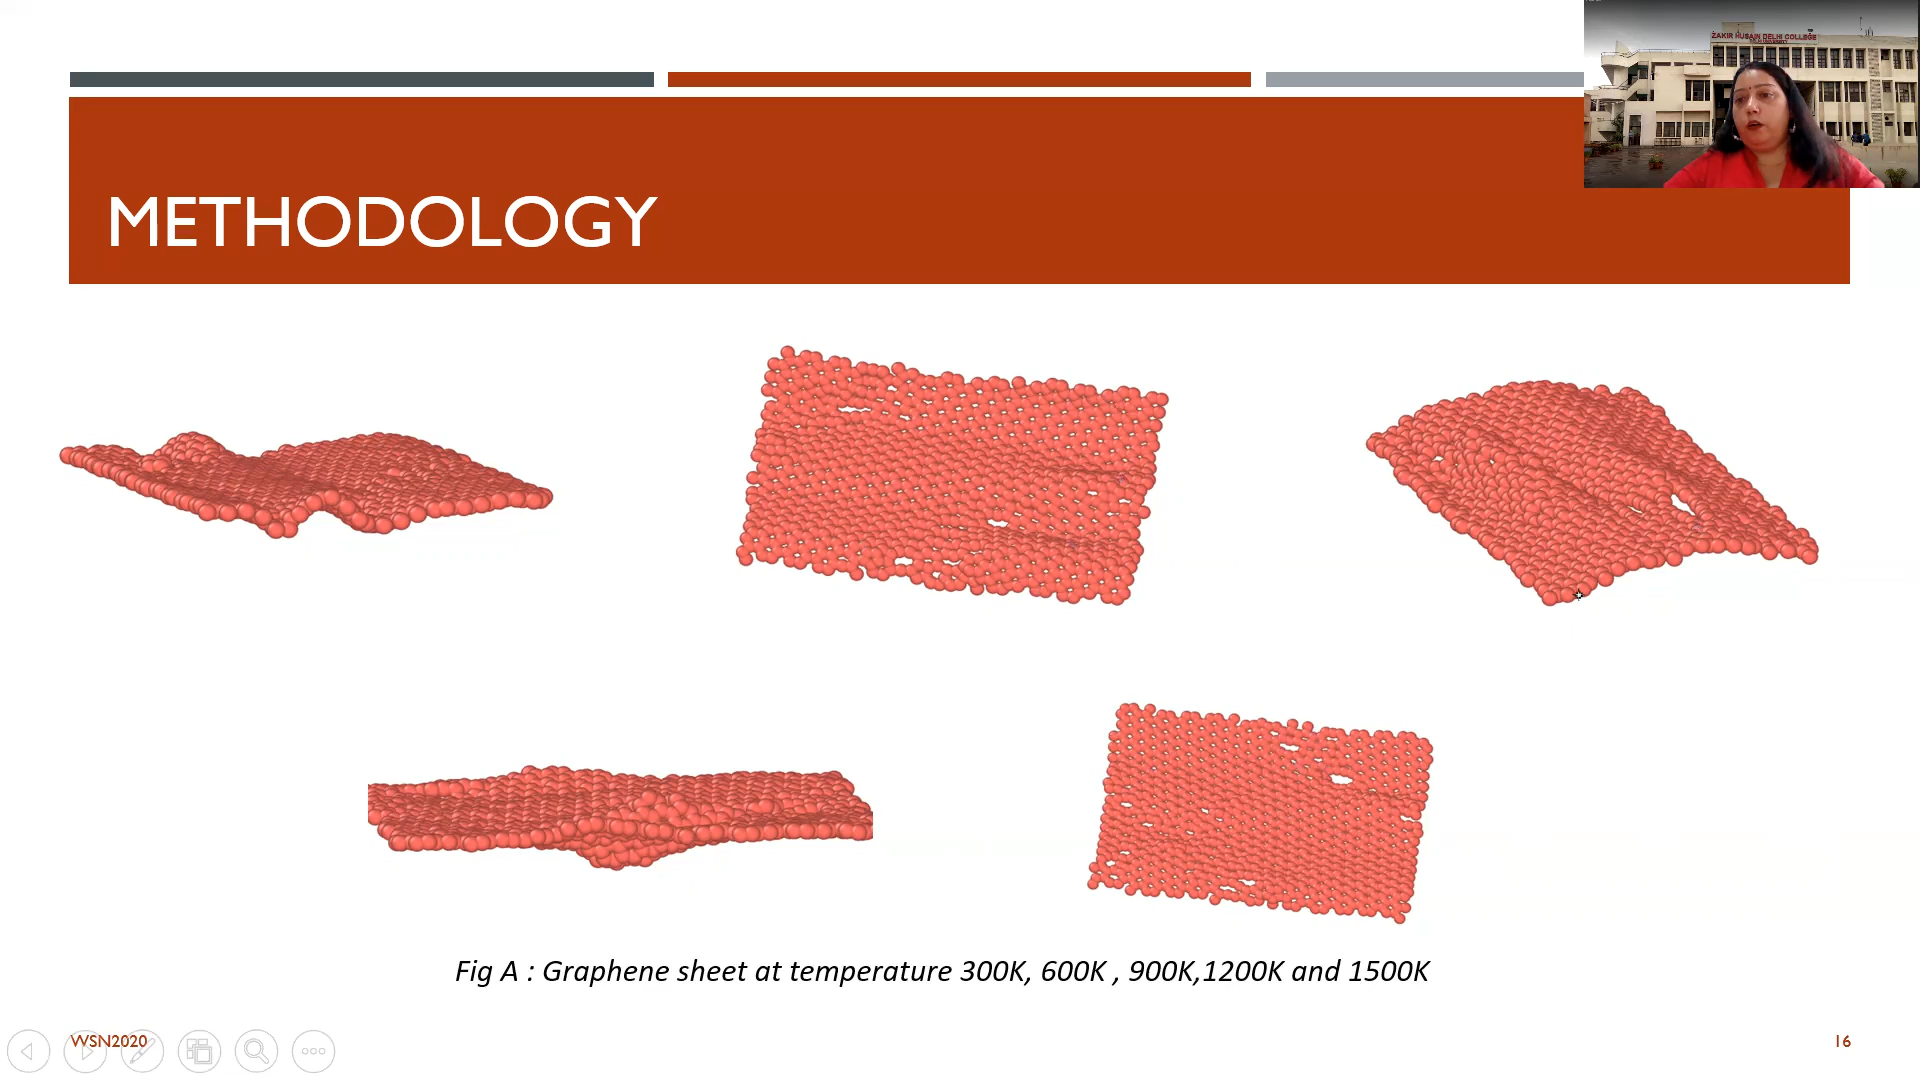 ZAKIR HUSAIN DELHI COLLEGE
METHODOLOGY
Fig A : Graphene sheet at temperature 300K, 600K , 900K,1200K and 1500K
WSN2020
16